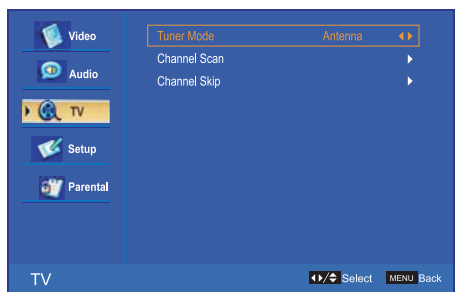 Video
Audio
TV
Setup
Parental
Tuner Mode Antenna
Channel Scan
Channel Skip
TV Select MENU Back